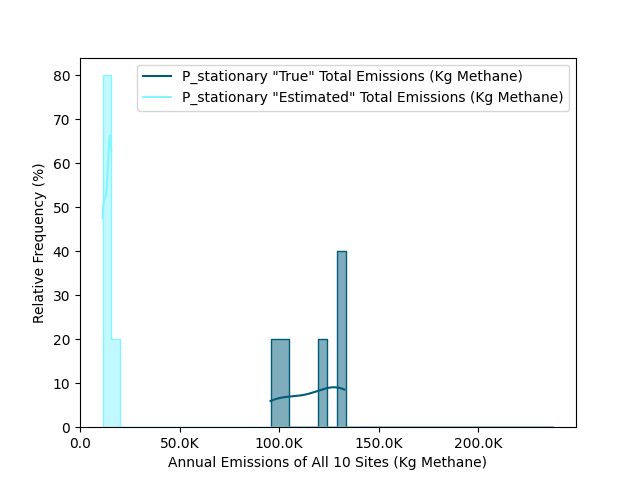 P_stationary "True" Total Emissions (Kg Methane)
P_stationary "Estimated" Total Emissions (Kg Methane)
80
70
60
50
40
30
20
10
0
Relative Frequency (%)
0.0 50.0K 100.0K 150.0K 200.0K
Annual Emissions of All 10 Sites (Kg Methane)